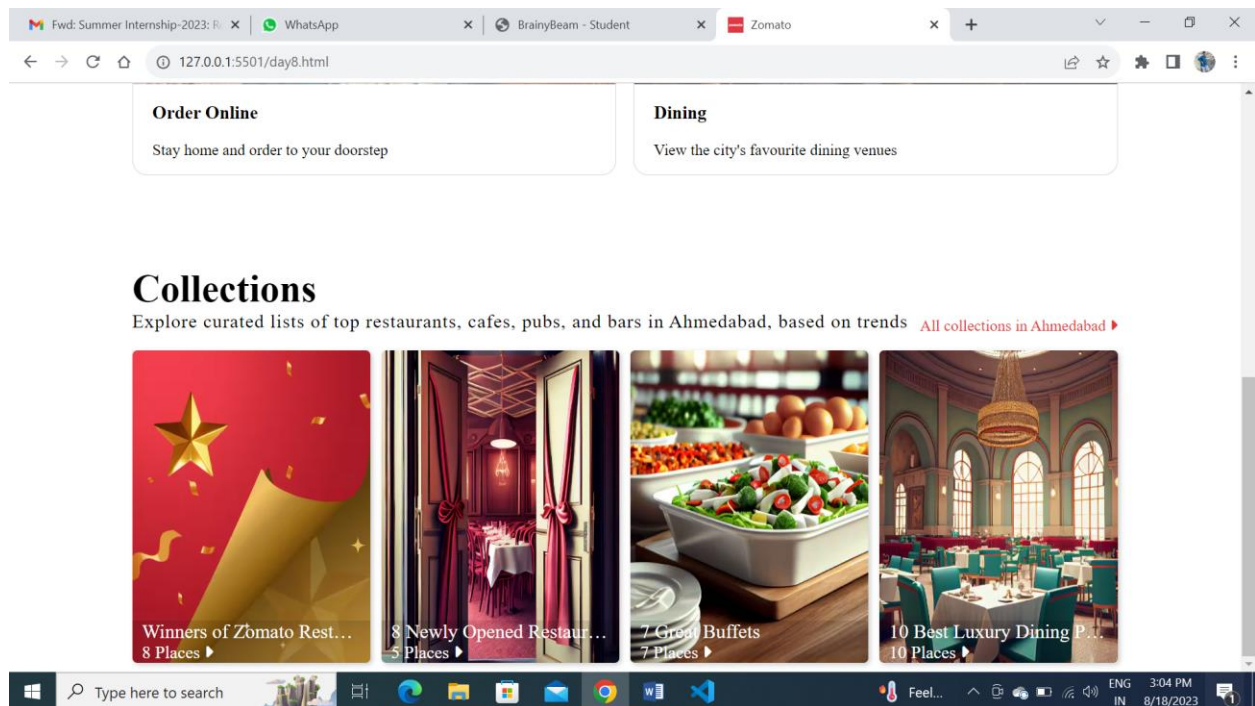 Fwd: Summer Internship-2023: R
WhatsApp
BrainyBeam - Student
Zomato
127.0.0.1:5501/day8.html
Order Online
Stay home and order to your doorstep
Dining
View the city's favourite dining venues
Collections
Explore curated lists of top restaurants, cafes, pubs, and bars in Ahmedabad, based on trends
All collections in Ahmedabad
Winners of Zomato Rest...
8 Places
8 Newly Opened Restaur...
5 Places
7 Great Buffets
7 Places
10 Best Luxury Dining P...
10 Places
Type here to search
Feel...
ENG
IN
3:04 PM
8/18/2023
1